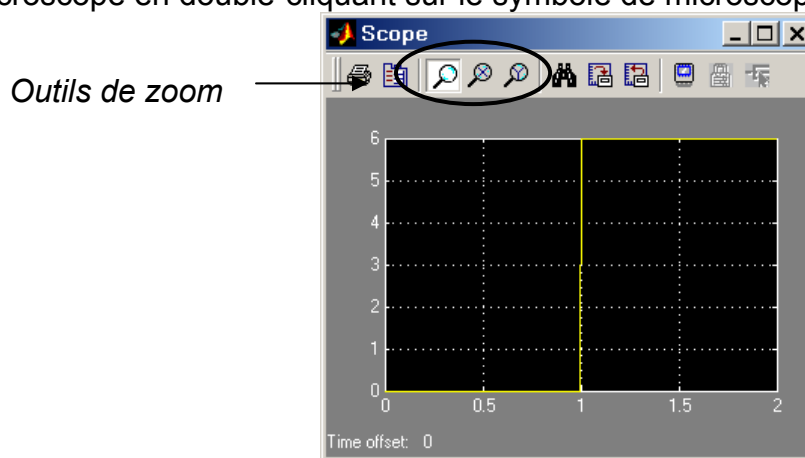 croscope en double-cliquant sur le symbole de microscop
Scope
Outils de zoom
6
5
4
3
2
1
0
0 0.5 1 1.5 2
Time offset: 0